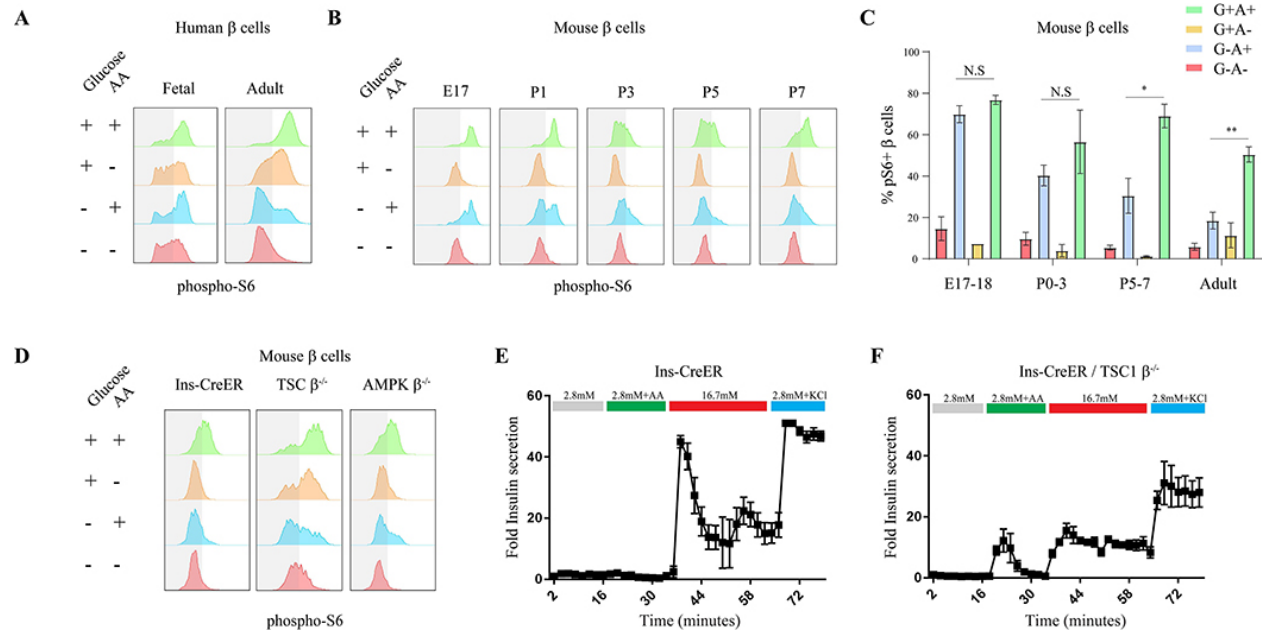 A
Human β cells
Glucose
AA
Fetal
Adult
+ +
+ -
- +
- -
phospho-S6
B
Mouse β cells
Glucose
AA
E17
P1
P3
P5
P7
+ +
+ -
- +
- -
phospho-S6
C
Mouse β cells
G+A+
G+A-
G-A+
G-A-
% pS6+ β cells
100
80
60
40
20
0
N.S
N.S
*
**
E17-18
P0-3
P5-7
Adult
D
Mouse β cells
Glucose
AA
Ins-CreER
TSC β-/-
AMPK β-/-
+ +
+ -
- +
- -
phospho-S6
E
Ins-CreER
Fold Insulin secretion
60
40
20
0
2.8mM
2.8mM+AA
16.7mM
2.8mM+KCl
2
16
30
44
58
72
Time (minutes)
F
Ins-CreER / TSC1 β-/-
Fold Insulin secretion
60
40
20
0
2.8mM
2.8mM+AA
16.7mM
2.8mM+KCl
2
16
30
44
58
72
Time (minutes)